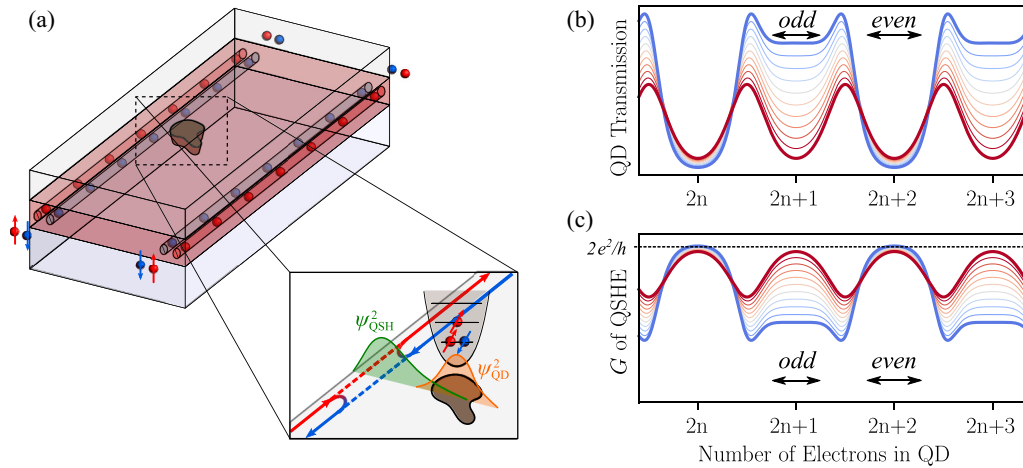 (a)
ψ²QSH
ψ²QD
(b)
QD Transmission
odd
even
2n
2n+1
2n+2
2n+3
(c)
G of QSHE
2e²/h
odd
even
2n
2n+1
2n+2
2n+3
Number of Electrons in QD